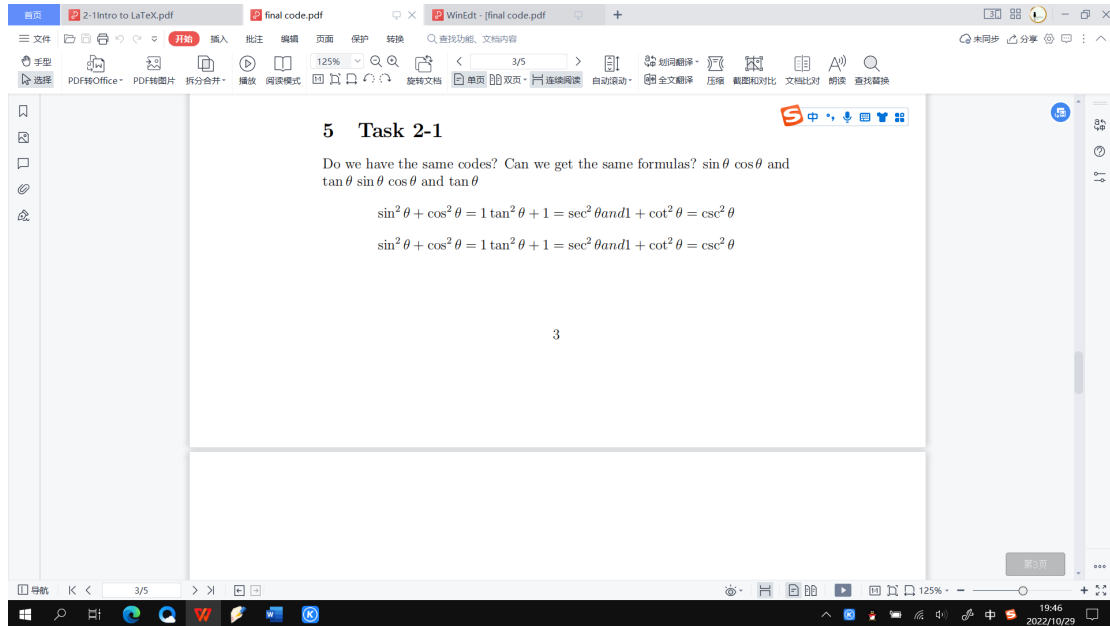 首页 2-1Intro to LaTeX.pdf final code.pdf WinEdt - [final code.pdf
文件 开始 插入 批注 编辑 页面 保护 转换 查找功能、文档内容 未同步 分享
手型 125% 3/5 划词翻译
选择 PDF转Office PDF转图片 拆分合并 播放 阅读模式 旋转文档 单页 双页 连续阅读 自动滚动 全文翻译 压缩 截图和对比 文档比对 朗读 查找替换
中
5 Task 2-1
Do we have the same codes? Can we get the same formulas? sin θ cos θ and
tan θ sin θ cos θ and tan θ
sin² θ + cos² θ = 1 tan² θ + 1 = sec² θand1 + cot² θ = csc² θ
sin² θ + cos² θ = 1 tan² θ + 1 = sec² θand1 + cot² θ = csc² θ
3
第3页
导航 3/5 125%
中 19:46
2022/10/29